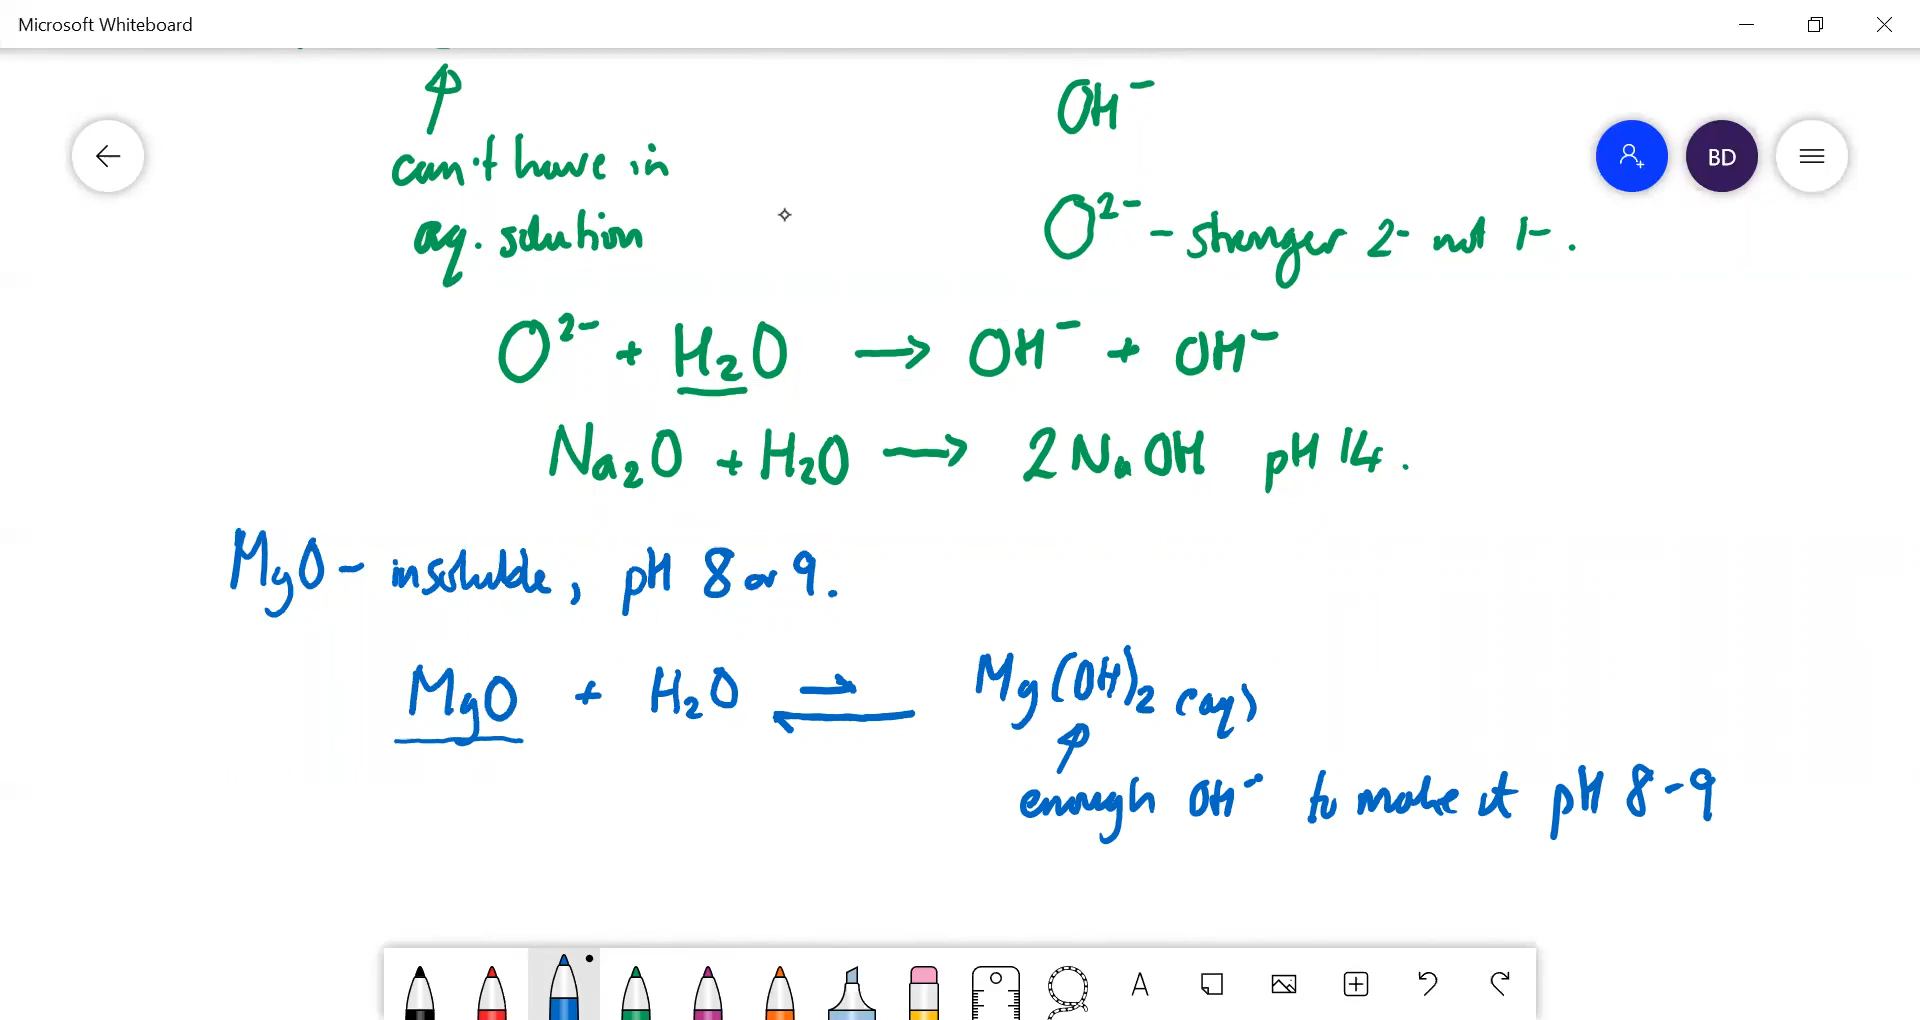 Microsoft Whiteboard
OH⁻
can't have in
aq. solution
O²⁻ - stronger 2- not 1-.
BD
O²⁻ + H₂O → OH⁻ + OH⁻
Na₂O + H₂O → 2NaOH pH 14.
MgO - insoluble, pH 8 or 9.
MgO + H₂O ⇌ Mg(OH)₂ (aq)
enough OH⁻ to make it pH 8-9
A